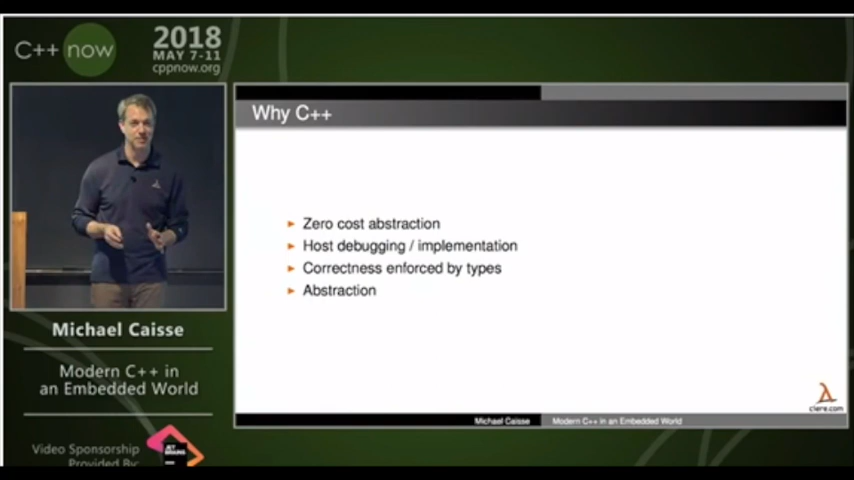 C++ now
2018
MAY 7-11
cppnow.org
Why C++
Zero cost abstraction
Host debugging / implementation
Correctness enforced by types
Abstraction
Michael Caisse
Modern C++ in
an Embedded World
Video Sponsorship
Provided By:
JET
BRAINS
ciere.com
Michael Caisse
Modern C++ in an Embedded World